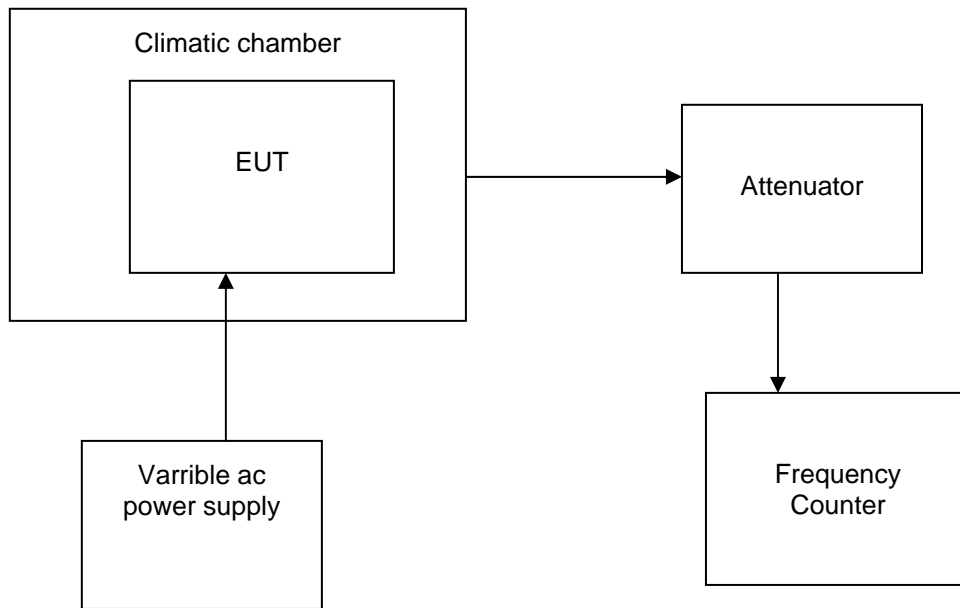 Climatic chamber
EUT
Attenuator
Varrible ac
power supply
Frequency
Counter